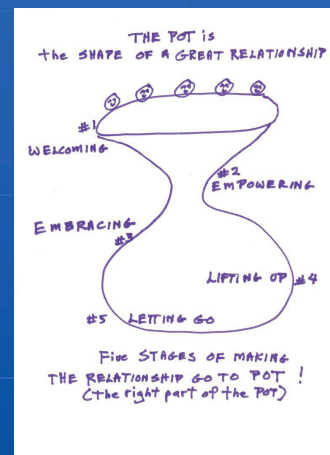 THE POT is
the SHAPE OF A GREAT RELATIONSHIP
#1
WELCOMING
#2
EMPOWERING
EMBRACING
#3
LIFTING UP #4
#5 LETTING GO
Five STAGES OF MAKING
THE RELATIONSHIP GO TO POT !
(the right part of the POT)